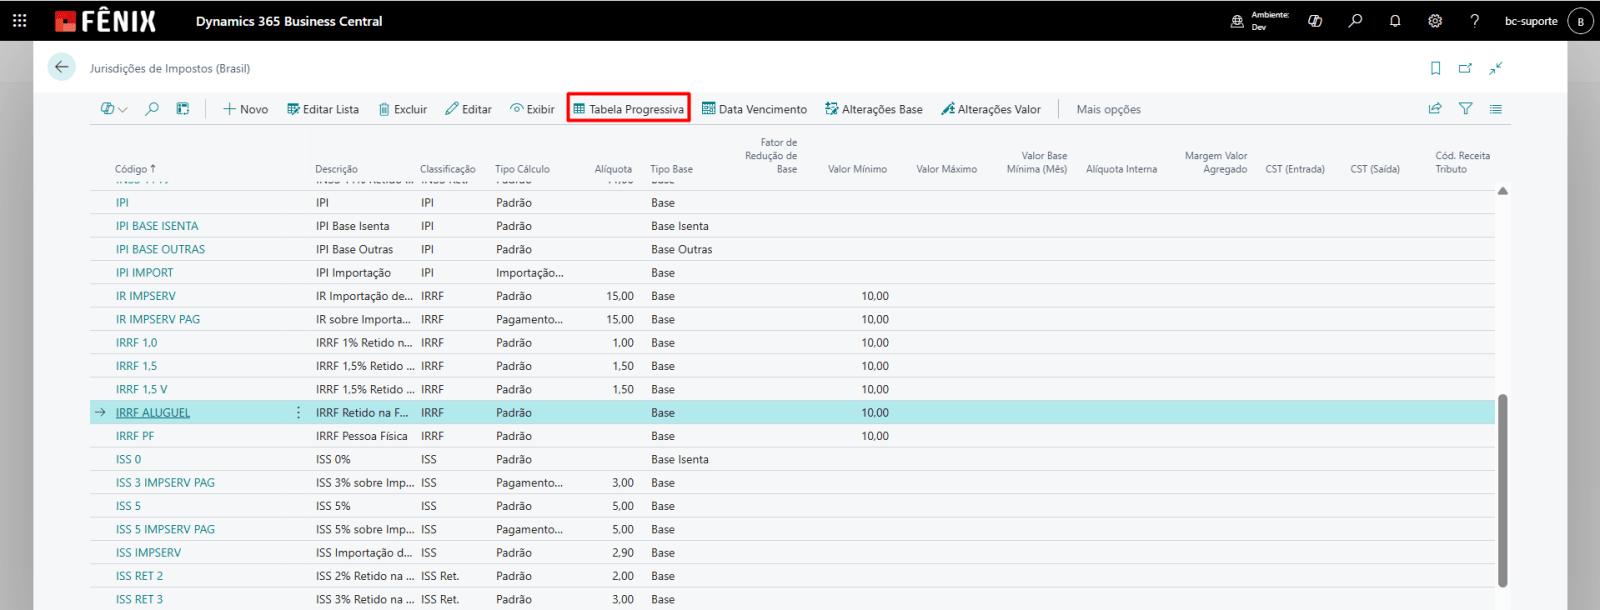 FÊNIX Dynamics 365 Business Central Ambiente: Dev ? bc-suporte B
Jurisdições de Impostos (Brasil)
Novo Editar Lista Excluir Editar Exibir Tabela Progressiva Data Vencimento Alterações Base Alterações Valor Mais opções
Código ↑ Descrição Classificação Tipo Cálculo Alíquota Tipo Base Fator de Redução de Base Valor Mínimo Valor Máximo Valor Base Mínima (Mês) Alíquota Interna Margem Valor Agregado CST (Entrada) CST (Saída) Cód. Receita Tributo
IPI IPI IPI Padrão Base
IPI BASE ISENTA IPI Base Isenta IPI Padrão Base Isenta
IPI BASE OUTRAS IPI Base Outras IPI Padrão Base Outras
IPI IMPORT IPI Importação IPI Importação... Base
IR IMPSERV IR Importação de... IRRF Padrão 15,00 Base 10,00
IR IMPSERV PAG IR sobre Importa... IRRF Pagamento... 15,00 Base 10,00
IRRF 1,0 IRRF 1% Retido n... IRRF Padrão 1,00 Base 10,00
IRRF 1,5 IRRF 1,5% Retido ... IRRF Padrão 1,50 Base 10,00
IRRF 1,5 V IRRF 1,5% Retido ... IRRF Padrão 1,50 Base 10,00
IRRF ALUGUEL IRRF Retido na F... IRRF Padrão Base 10,00
IRRF PF IRRF Pessoa Física IRRF Padrão Base 10,00
ISS 0 ISS 0% ISS Padrão Base Isenta
ISS 3 IMPSERV PAG ISS 3% sobre Imp... ISS Pagamento... 3,00 Base
ISS 5 ISS 5% ISS Padrão 5,00 Base
ISS 5 IMPSERV PAG ISS 5% sobre Imp... ISS Pagamento... 5,00 Base
ISS IMPSERV ISS Importação d... ISS Padrão 2,90 Base
ISS RET 2 ISS 2% Retido na ... ISS Ret. Padrão 2,00 Base
ISS RET 3 ISS 3% Retido na ... ISS Ret. Padrão 3,00 Base